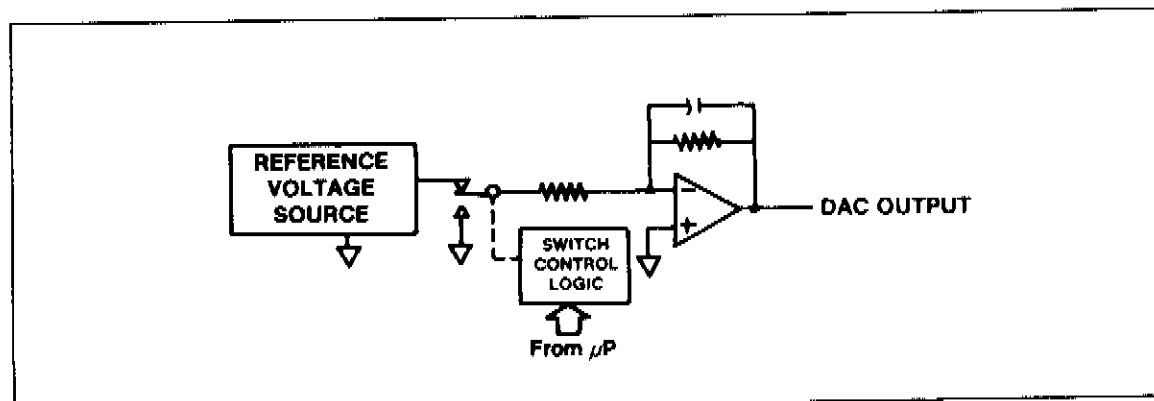 REFERENCE
VOLTAGE
SOURCE
− 
+
DAC OUTPUT
SWITCH
CONTROL
LOGIC
From μP